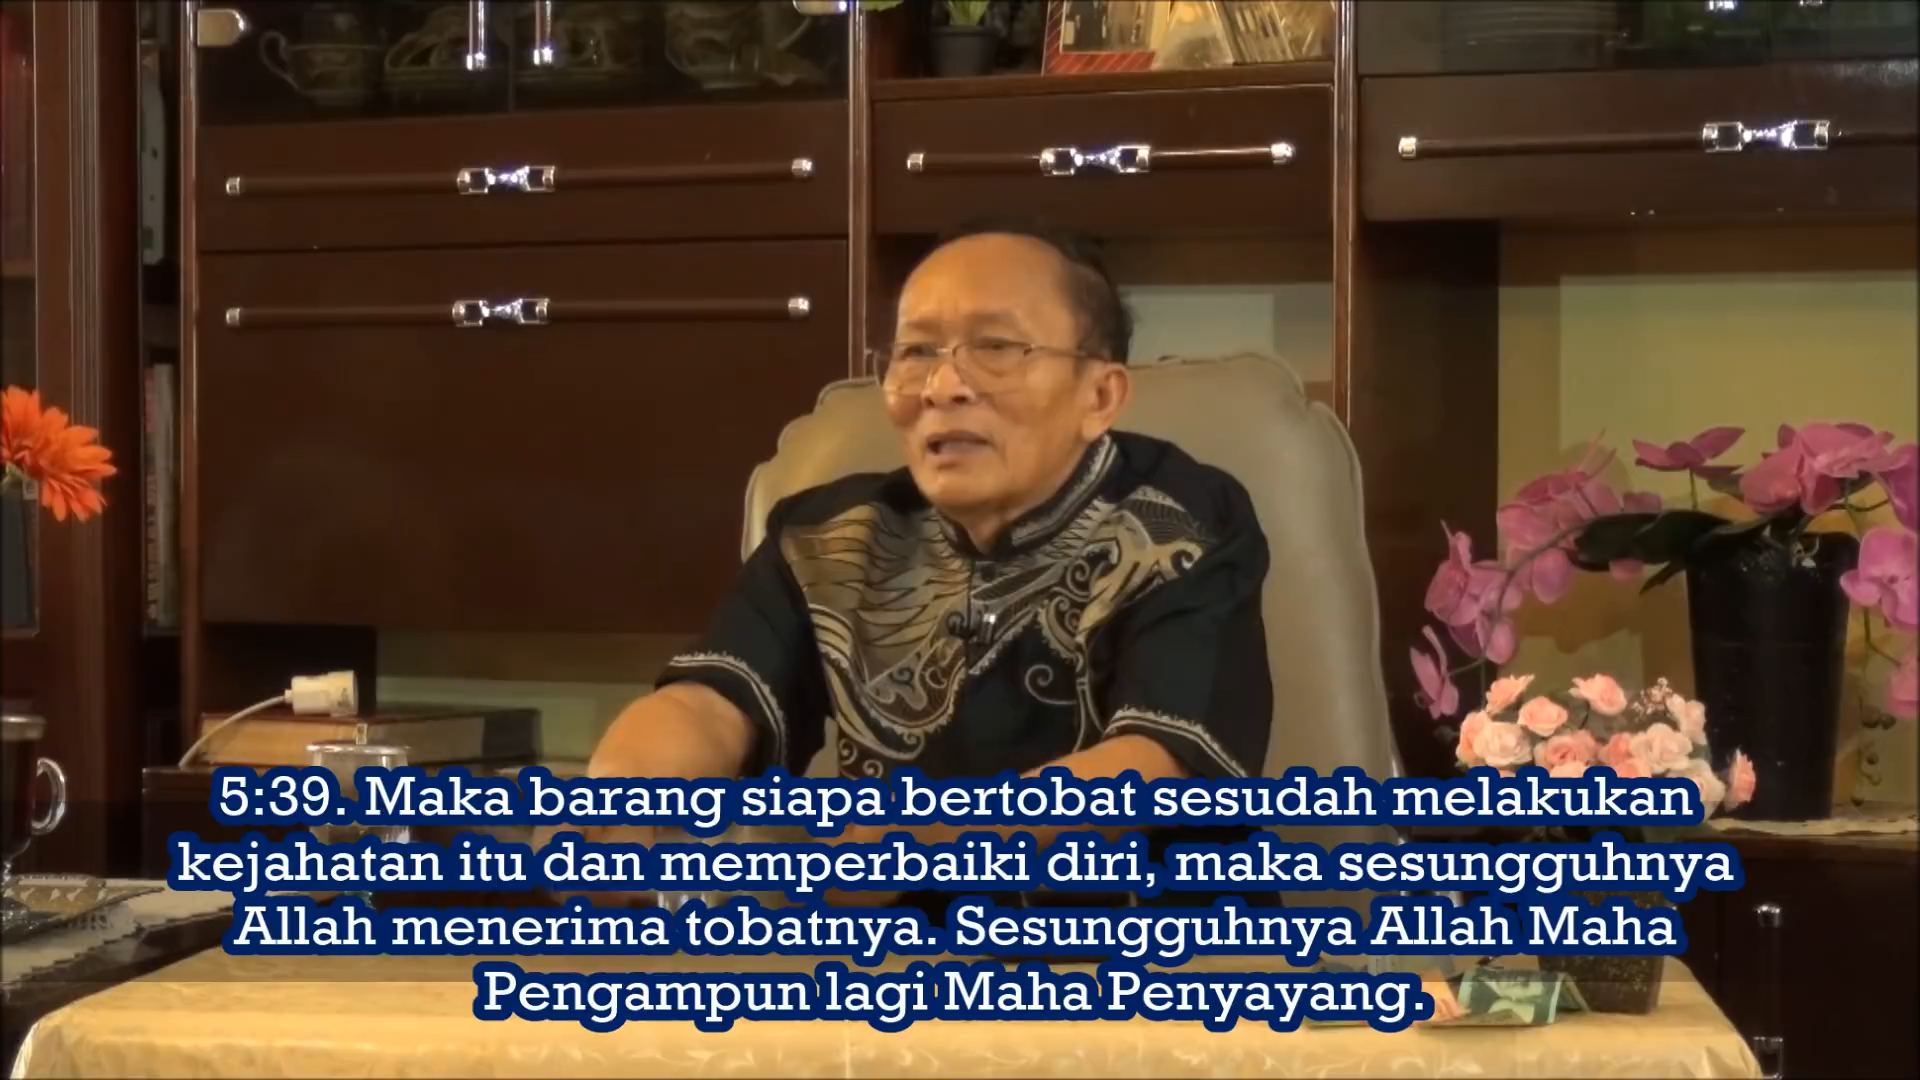 5:39. Maka barang siapa bertobat sesudah melakukan
kejahatan itu dan memperbaiki diri, maka sesungguhnya
Allah menerima tobatnya. Sesungguhnya Allah Maha
Pengampun lagi Maha Penyayang.